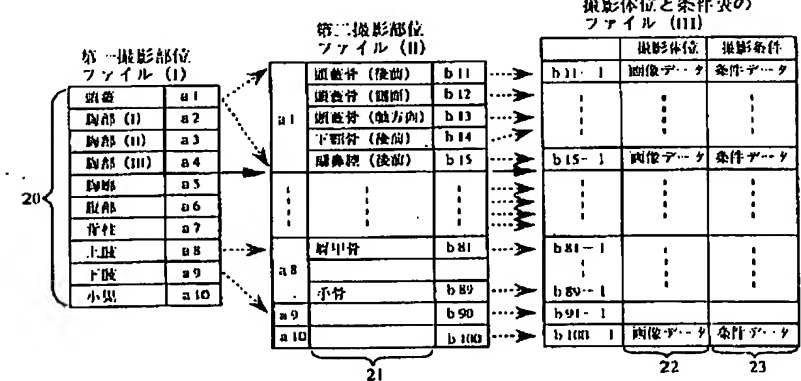 第一撮影部位
ファイル (I)
頭蓋 a1
胸部 (I) a2
胸部 (II) a3
胸部 (III) a4
胸郭 a5
腹部 a6
脊柱 a7
上肢 a8
下肢 a9
小児 a10
20
第二撮影部位
ファイル (II)
a1
頭蓋骨 (後前) b11
頭蓋骨 (側面) b12
頭蓋骨 (軸方向) b13
下顎骨 (後前) b14
副鼻腔 (後前) b15
a8
肩甲骨 b81
手骨 b89
a9 b90
a10 b100
21
撮影体位と条件表の
ファイル (III)
撮影体位 撮影条件
b11-1 画像データ 条件データ
b15-1 画像データ 条件データ
b81-1
b89-1
b91-1
b100 1 画像データ 条件データ
22
23